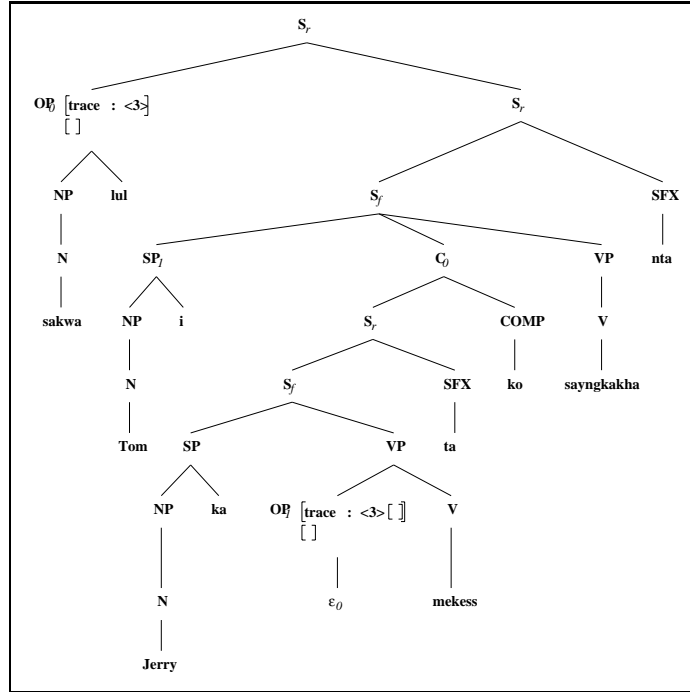 S_r
OP_0 [trace : <3>] S_r
[ ]
NP lul S_f SFX
N SP_1 C_0 VP nta
sakwa NP i S_r COMP V
N S_f SFX ko sayngkakha
Tom SP VP ta
NP ka OP_1 [trace : <3>[ ]] V
[ ]
N ε_0 mekess
Jerry